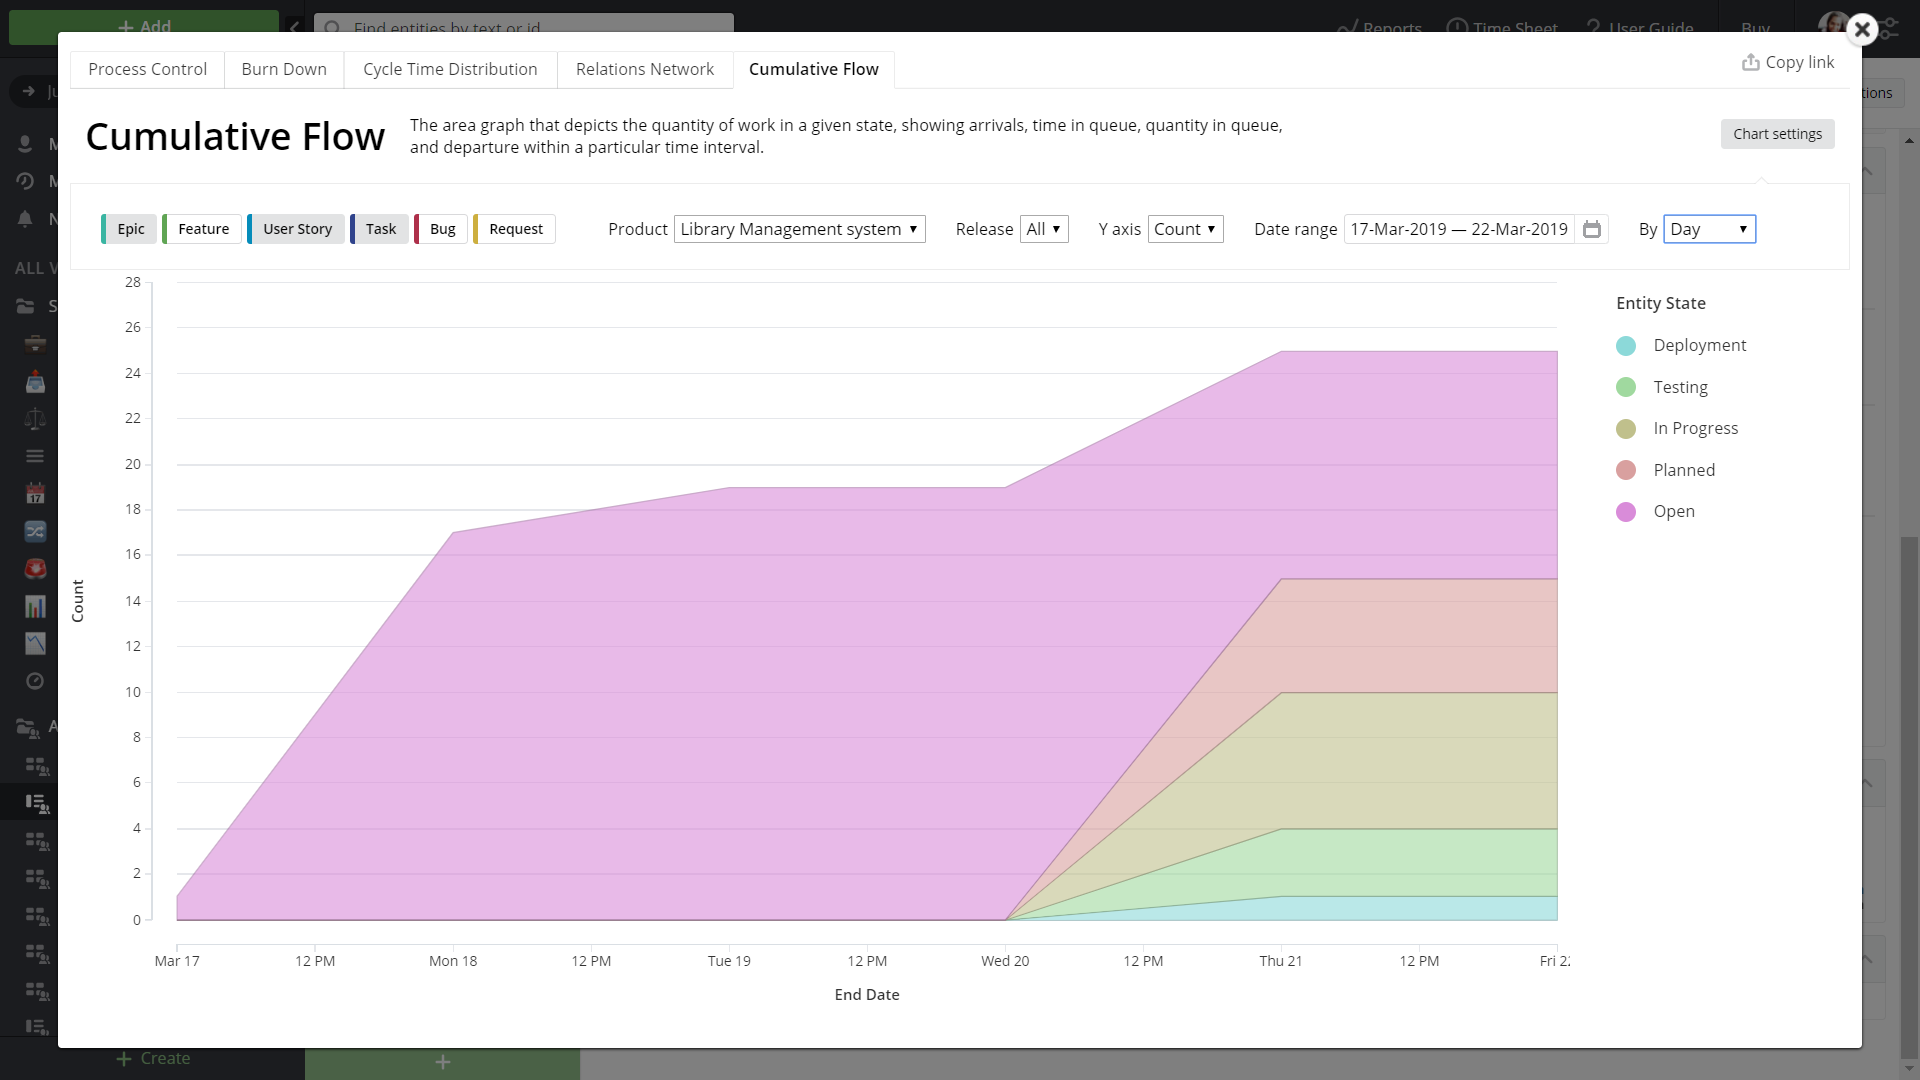 Add
Find entities by text or id
Reports
Time Sheet
User Guide
Buy
Process Control
Burn Down
Cycle Time Distribution
Relations Network
Cumulative Flow
Copy link
Cumulative Flow
The area graph that depicts the quantity of work in a given state, showing arrivals, time in queue, quantity in queue,
and departure within a particular time interval.
Chart settings
Epic
Feature
User Story
Task
Bug
Request
Product
Library Management system
Release
All
Y axis
Count
Date range
17-Mar-2019 — 22-Mar-2019
By
Day
ALL V
28
26
24
22
20
18
16
14
12
10
8
6
4
2
0
Count
Mar 17
12 PM
Mon 18
12 PM
Tue 19
12 PM
Wed 20
12 PM
Thu 21
12 PM
Fri 22
End Date
Entity State
Deployment
Testing
In Progress
Planned
Open
Create